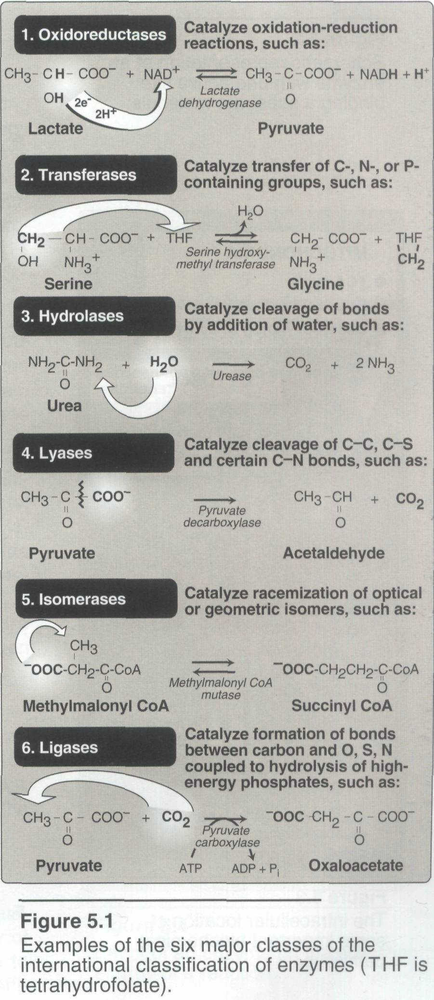 1. Oxidoreductases
Catalyze oxidation-reduction
reactions, such as:
CH₃- CH- COO⁻ + NAD⁺ ⇌ CH₃-C-COO⁻ + NADH + H⁺
OH 2e⁻ 2H⁺
Lactate
dehydrogenase
O
Lactate
Pyruvate
2. Transferases
Catalyze transfer of C-, N-, or P-
containing groups, such as:
H₂O
CH₂—CH- COO⁻ + THF ⇌ CH₂- COO⁻ + THF
OH NH₃⁺
Serine hydroxy-
methyl transferase
NH₃⁺ CH₂
Serine
Glycine
3. Hydrolases
Catalyze cleavage of bonds
by addition of water, such as:
NH₂-C-NH₂ + H₂O → CO₂ + 2 NH₃
O
Urease
Urea
4. Lyases
Catalyze cleavage of C–C, C–S
and certain C–N bonds, such as:
CH₃-C COO⁻ → CH₃-CH + CO₂
O
Pyruvate
decarboxylase
O
Pyruvate
Acetaldehyde
5. Isomerases
Catalyze racemization of optical
or geometric isomers, such as:
CH₃
⁻OOC-CH₂-C-CoA ⇌ ⁻OOC-CH₂CH₂-C-CoA
O
Methylmalonyl CoA
mutase
O
Methylmalonyl CoA
Succinyl CoA
6. Ligases
Catalyze formation of bonds
between carbon and O, S, N
coupled to hydrolysis of high-
energy phosphates, such as:
CH₃-C- COO⁻ + CO₂ → ⁻OOC-CH₂-C-COO⁻
O
Pyruvate
carboxylase
O
Pyruvate
ATP ADP + Pᵢ
Oxaloacetate
Figure 5.1
Examples of the six major classes of the
international classification of enzymes (THF is
tetrahydrofolate).